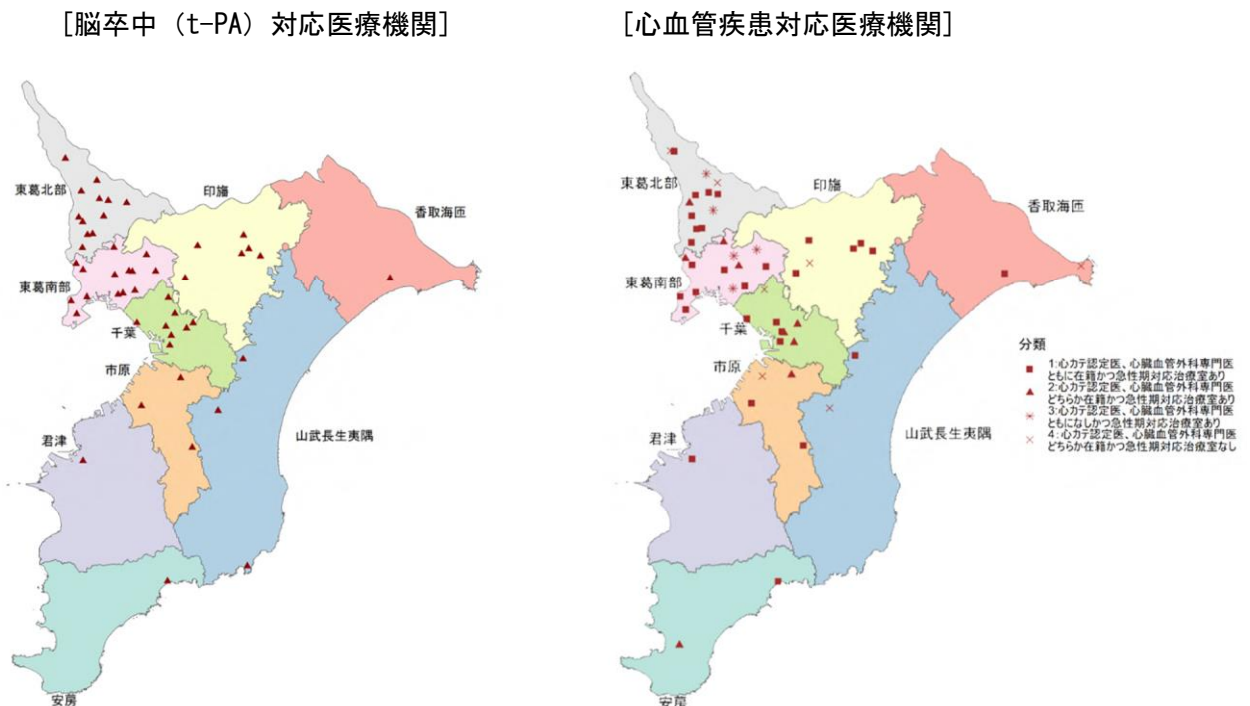 [脳卒中（t-PA）対応医療機関]
[心血管疾患対応医療機関]
東葛北部
印旛
香取海匝
東葛南部
千葉
市原
君津
山武長生夷隅
安房
東葛北部
印旛
香取海匝
東葛南部
千葉
市原
君津
山武長生夷隅
安房
分類
1:心カテ認定医、心臓血管外科専門医
ともに在籍かつ急性期対応治療室あり
2:心カテ認定医、心臓血管外科専門医
どちらか在籍かつ急性期対応治療室あり
3:心カテ認定医、心臓血管外科専門医
ともになしかつ急性期対応治療室あり
4:心カテ認定医、心臓血管外科専門医
どちらか在籍かつ急性期対応治療室なし